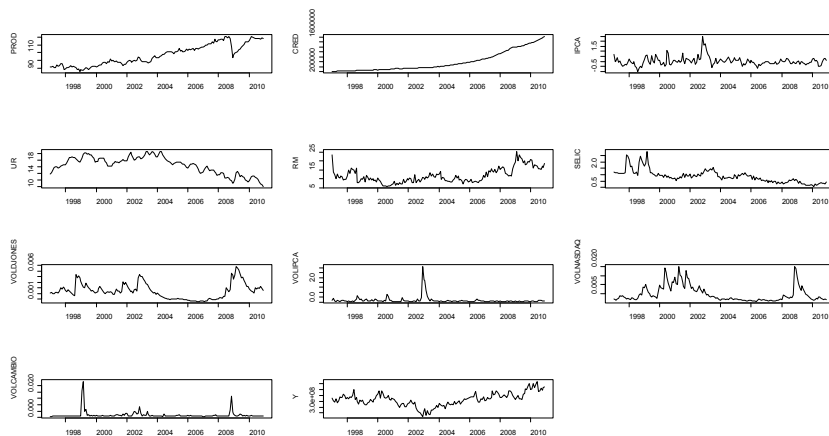 PROD
90 110
1998 2000 2002 2004 2006 2008 2010
CRED
200000 1600000
1998 2000 2002 2004 2006 2008 2010
IPCA
-0.5 1.5
1998 2000 2002 2004 2006 2008 2010
UR
10 14 18
1998 2000 2002 2004 2006 2008 2010
RM
5 15 25
1998 2000 2002 2004 2006 2008 2010
SELIC
0.5 2.0
1998 2000 2002 2004 2006 2008 2010
VOLDJONES
0.001 0.006
1998 2000 2002 2004 2006 2008 2010
VOLIPCA
0.0 2.0
1998 2000 2002 2004 2006 2008 2010
VOLNASDAQ
0.005 0.020
1998 2000 2002 2004 2006 2008 2010
VOLCAMBIO
0.000 0.020
1998 2000 2002 2004 2006 2008 2010
Y
3.0e+08
1998 2000 2002 2004 2006 2008 2010